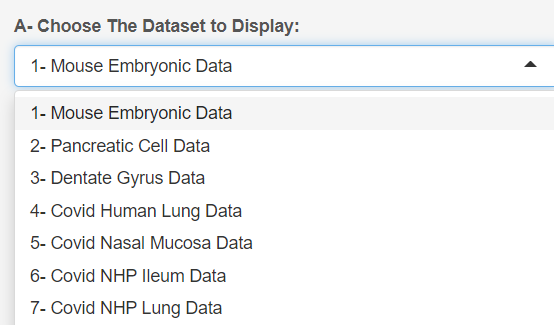 A- Choose The Dataset to Display:
1- Mouse Embryonic Data
1- Mouse Embryonic Data
2- Pancreatic Cell Data
3- Dentate Gyrus Data
4- Covid Human Lung Data
5- Covid Nasal Mucosa Data
6- Covid NHP Ileum Data
7- Covid NHP Lung Data